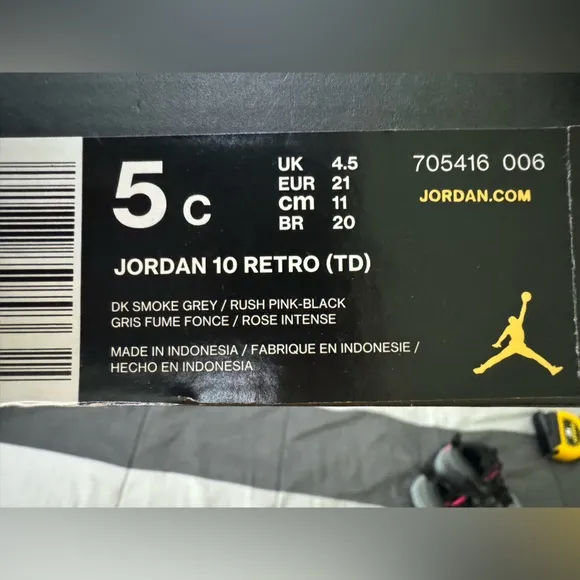 5 C
UK 4.5
EUR 21
cm 11
BR 20
705416 006
JORDAN.COM
JORDAN 10 RETRO (TD)
DK SMOKE GREY / RUSH PINK-BLACK
GRIS FUME FONCE / ROSE INTENSE
MADE IN INDONESIA / FABRIQUE EN INDONESIE /
HECHO EN INDONESIA